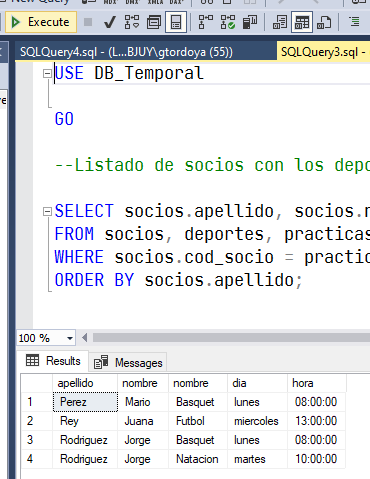 New Query
MDX DMX XMLA DAX
Execute
SQLQuery4.sql - (L...BJUY\gtordoya (55))
SQLQuery3.sql - (L
USE DB_Temporal
GO
--Listado de socios con los depo
SELECT socios.apellido, socios.n
FROM socios, deportes, practicas
WHERE socios.cod_socio = practic
ORDER BY socios.apellido;
100 %
Results Messages
apellido nombre nombre dia hora
1 Perez Mario Basquet lunes 08:00:00
2 Rey Juana Futbol miercoles 13:00:00
3 Rodriguez Jorge Basquet lunes 08:00:00
4 Rodriguez Jorge Natacion martes 10:00:00